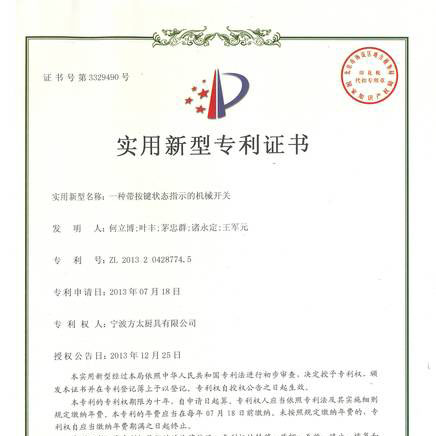 证书号第3329490号
印花税
代扣专用章
实用新型专利证书
实用新型名称：一种带按键状态指示的机械开关
发 明 人：何立博;叶丰;茅忠群;诸永定;王军元
专 利 号：ZL 2013 2 0428774.5
专利申请日：2013年07月18日
专 利 权 人：宁波方太厨具有限公司
授权公告日：2013年12月25日
本实用新型经过本局依照中华人民共和国专利法进行初步审查，决定授予专利权，颁
发本证书并在专利登记簿上予以登记。专利权自授权公告之日起生效。
本专利的专利权期限为十年，自申请日起算。专利权人应当依照专利法及其实施细则
规定缴纳年费。本专利的年费应当在每年07月18日前缴纳。未按照规定缴纳年费的，专利
权自应当缴纳年费期满之日起终止。